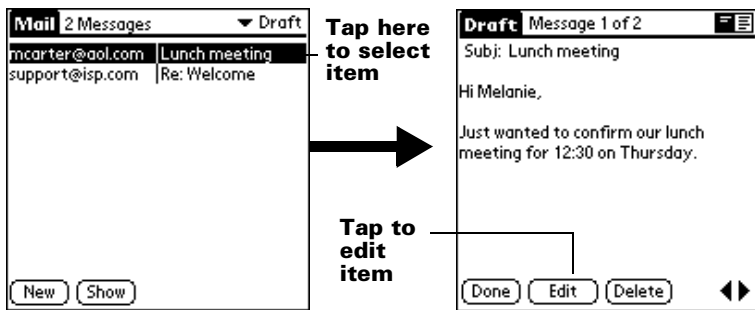 Mail 2 Messages Draft
mcarter@aol.com Lunch meeting
support@isp.com Re: Welcome
New Show
Tap here
to select
item
Tap to
edit
item
Draft Message 1 of 2
Subj: Lunch meeting
Hi Melanie,
Just wanted to confirm our lunch
meeting for 12:30 on Thursday.
Done Edit Delete